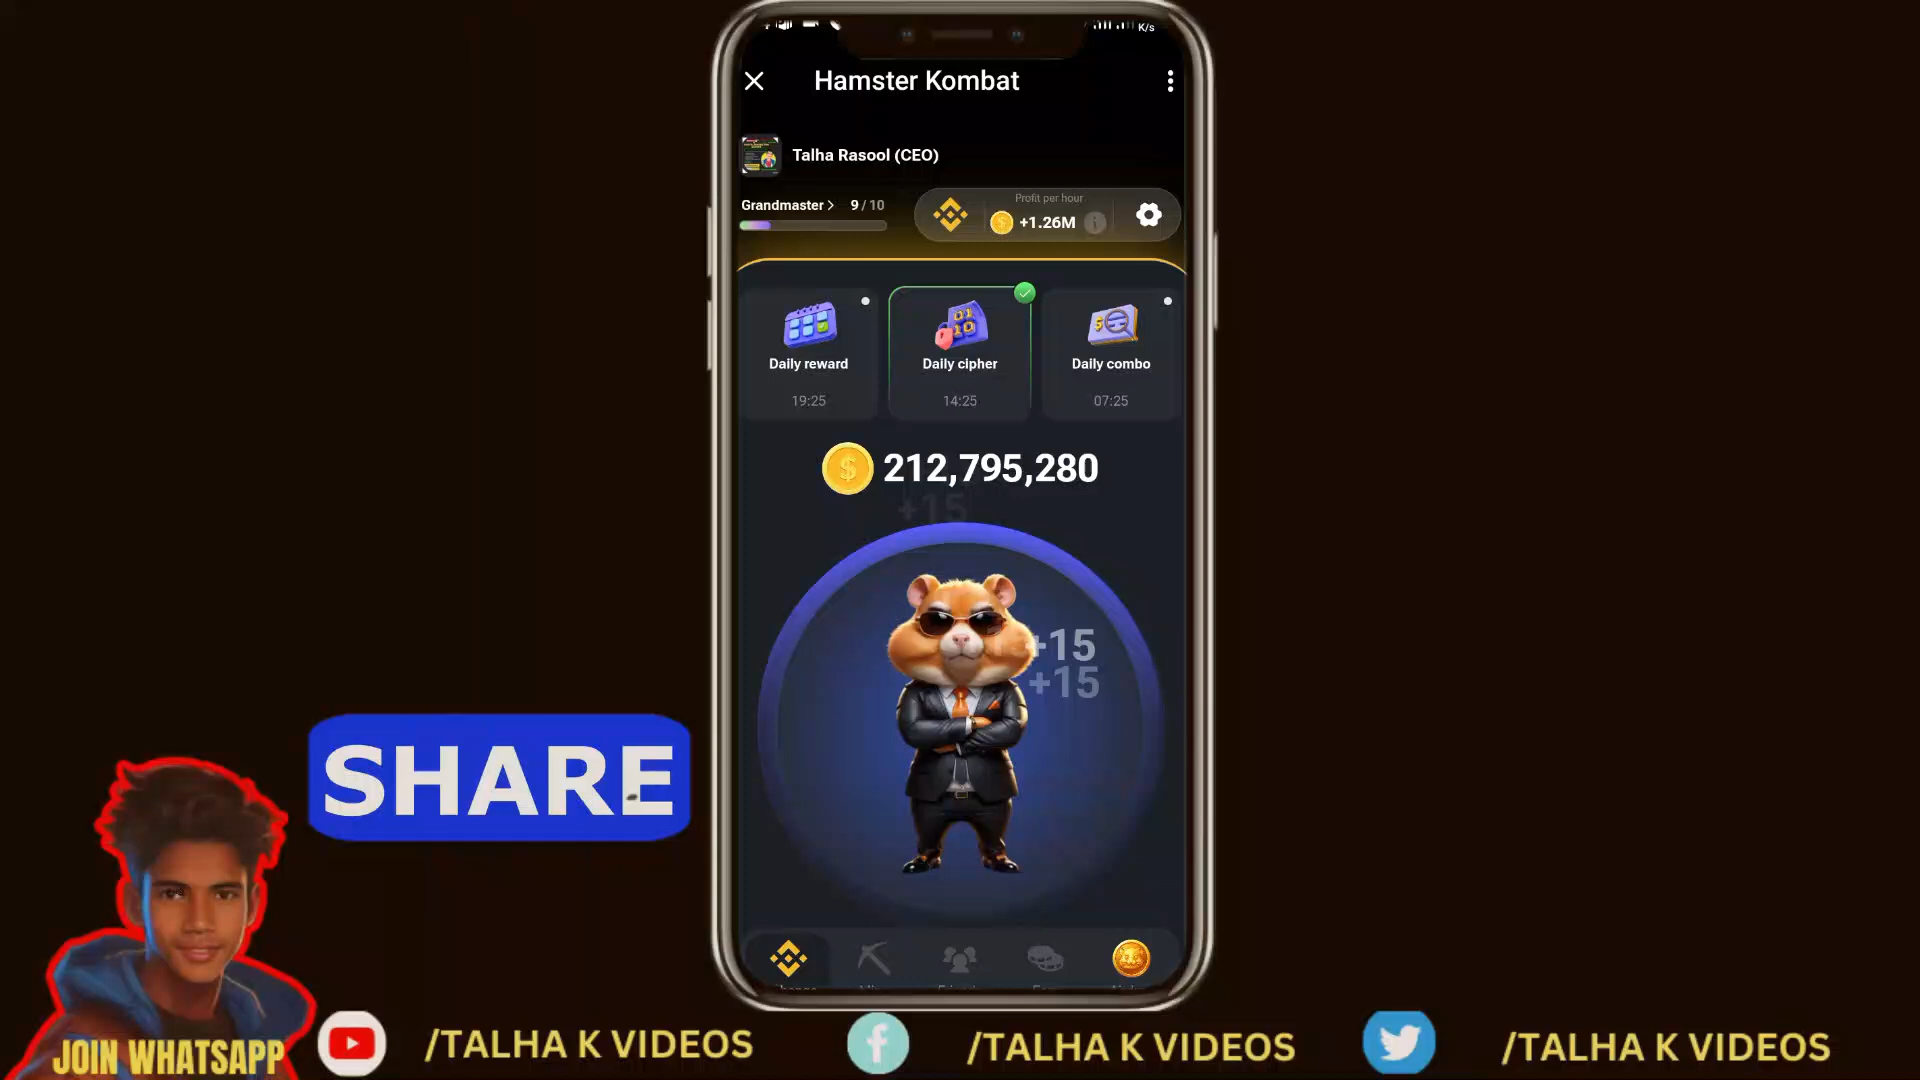 K/s
Hamster Kombat
Talha Rasool (CEO)
Grandmaster > 9 / 10
Profit per hour
+1.26M
Daily reward
19:25
Daily cipher
14:25
Daily combo
07:25
212,795,280
+15
+15
+15
SHARE
JOIN WHATSAPP
/TALHA K VIDEOS
/TALHA K VIDEOS
/TALHA K VIDEOS